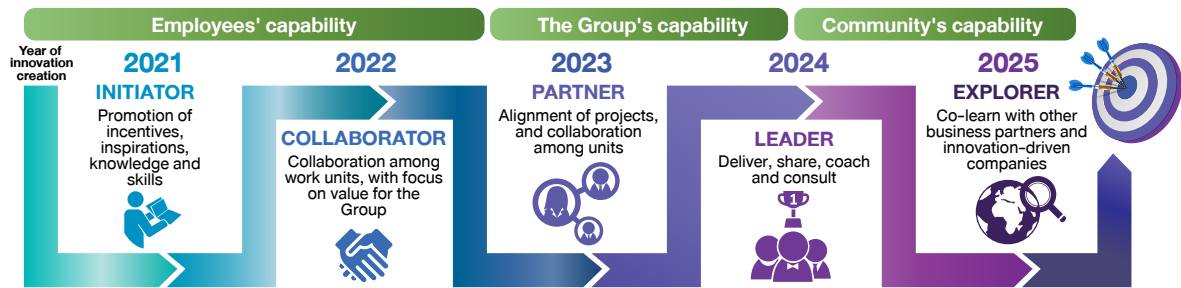 Employees' capability
The Group's capability
Community's capability
Year of
innovation
creation
2021
INITIATOR
Promotion of
incentives,
inspirations,
knowledge and
skills
2022
COLLABORATOR
Collaboration among
work units, with focus
on value for the
Group
2023
PARTNER
Alignment of projects,
and collaboration
among units
2024
LEADER
Deliver, share, coach
and consult
1
2025
EXPLORER
Co-learn with other
business partners and
innovation-driven
companies